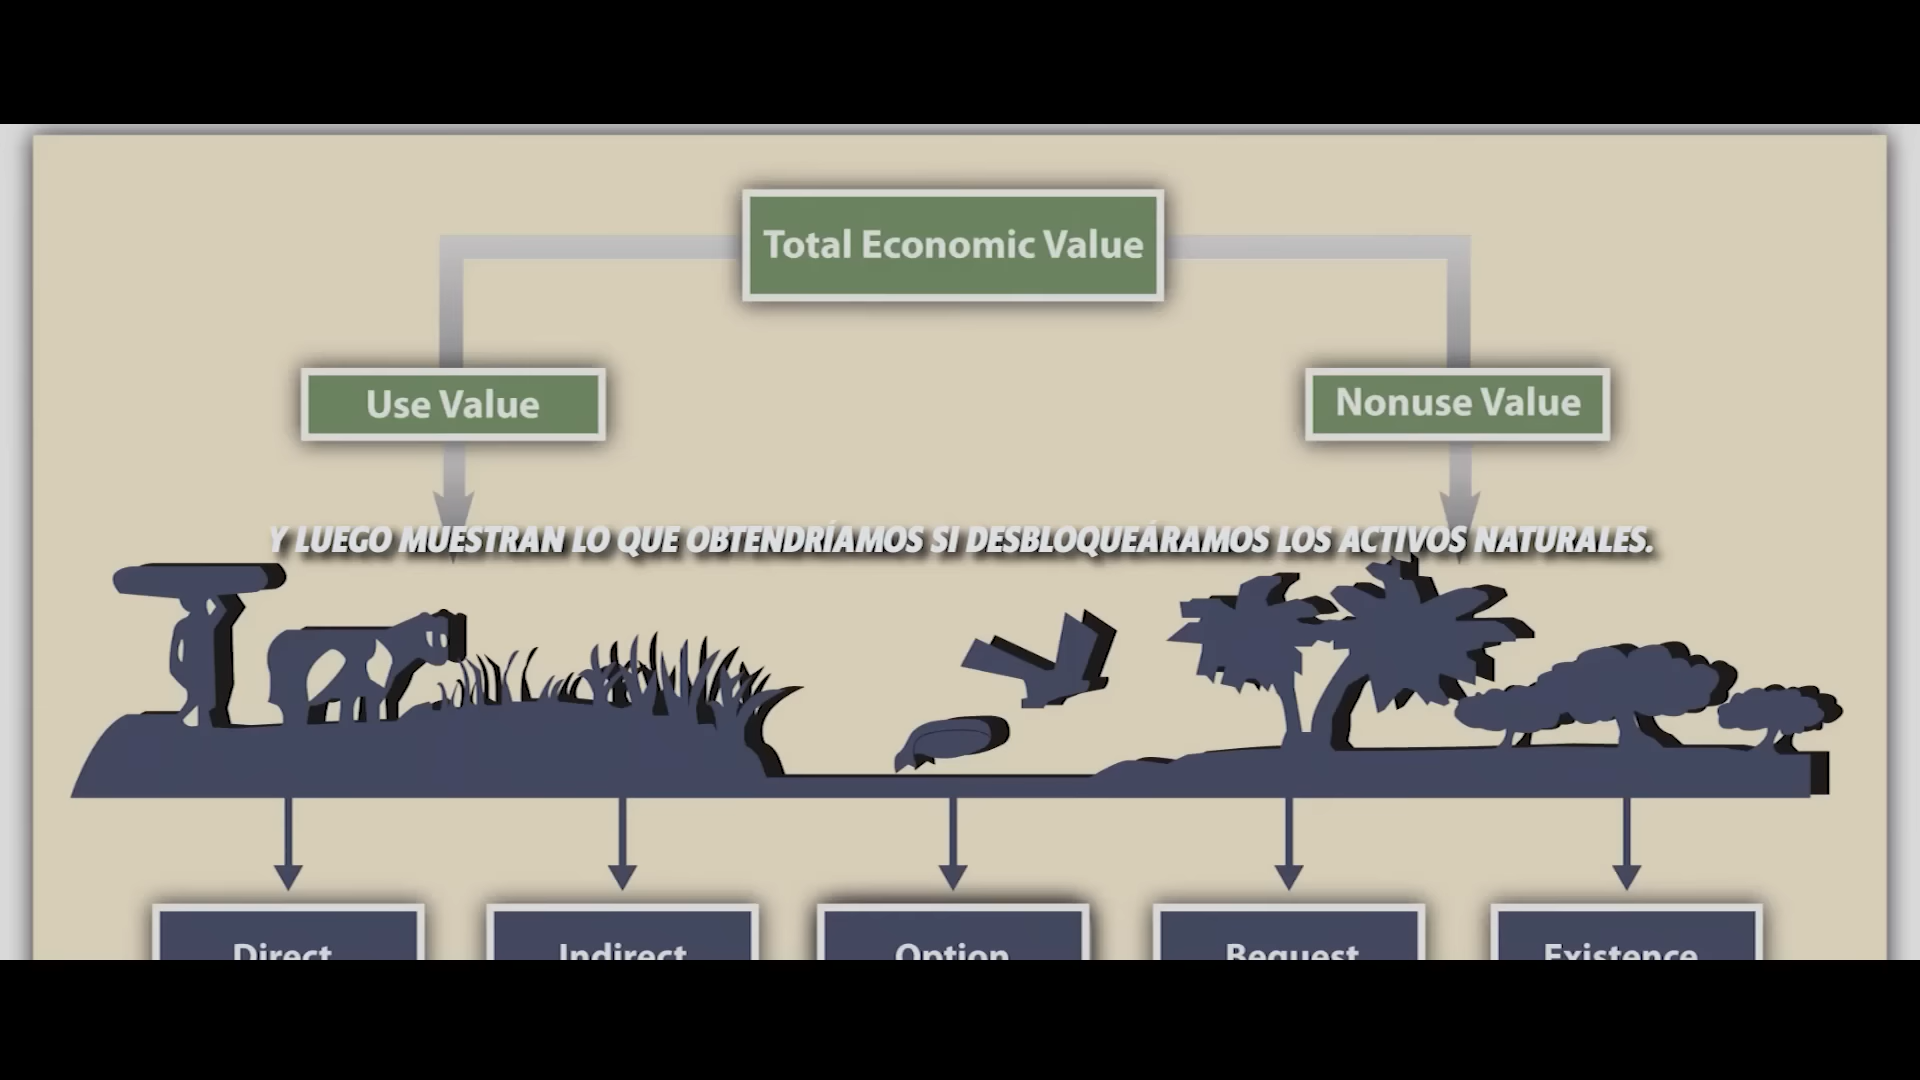 Total Economic Value
Use Value
Nonuse Value
Y LUEGO MUESTRAN LO QUE OBTENDRÍAMOS SI DESBLOQUEÁRAMOS LOS ACTIVOS NATURALES.
Direct
Indirect
Option
Bequest
Existence